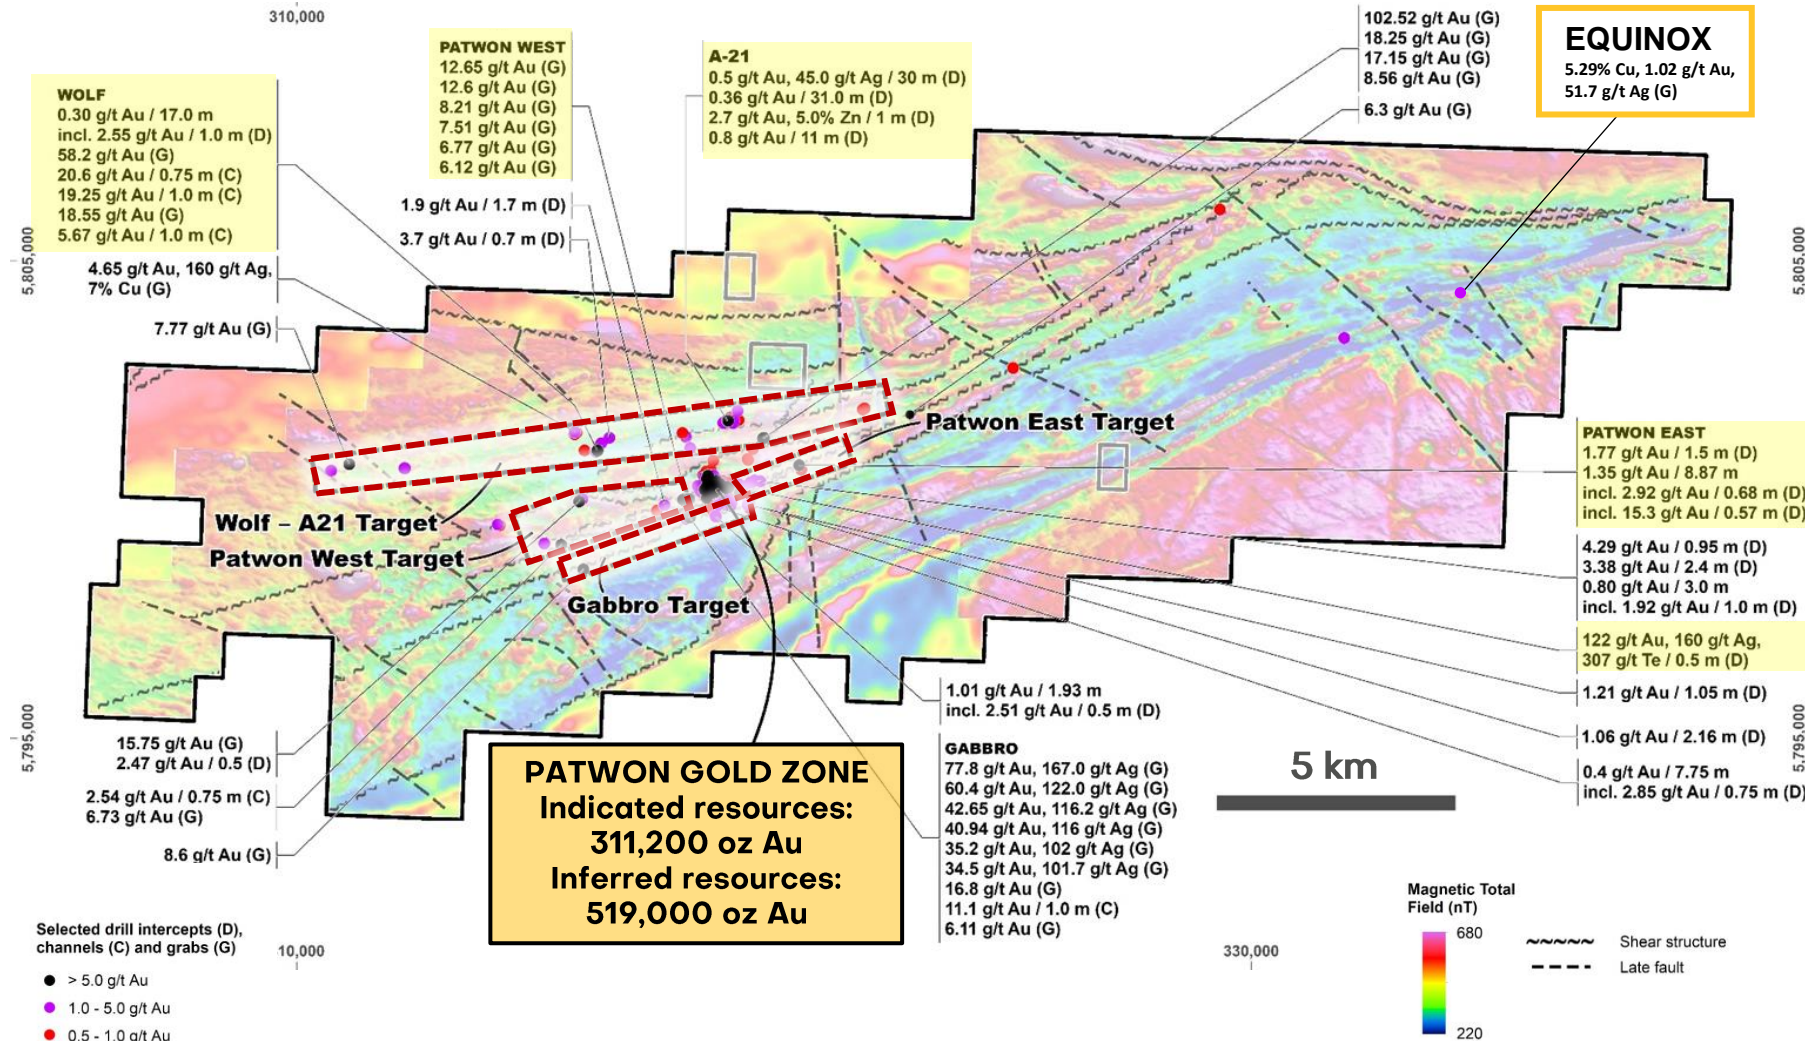 310,000
WOLF
0.30 g/t Au / 17.0 m
incl. 2.55 g/t Au / 1.0 m (D)
58.2 g/t Au (G)
20.6 g/t Au / 0.75 m (C)
19.25 g/t Au / 1.0 m (C)
18.55 g/t Au (G)
5.67 g/t Au / 1.0 m (C)
4.65 g/t Au, 160 g/t Ag,
7% Cu (G)
7.77 g/t Au (G)
PATWON WEST
12.65 g/t Au (G)
12.6 g/t Au (G)
8.21 g/t Au (G)
7.51 g/t Au (G)
6.77 g/t Au (G)
6.12 g/t Au (G)
1.9 g/t Au / 1.7 m (D)
3.7 g/t Au / 0.7 m (D)
A-21
0.5 g/t Au, 45.0 g/t Ag / 30 m (D)
0.36 g/t Au / 31.0 m (D)
2.7 g/t Au, 5.0% Zn / 1 m (D)
0.8 g/t Au / 11 m (D)
102.52 g/t Au (G)
18.25 g/t Au (G)
17.15 g/t Au (G)
8.56 g/t Au (G)
6.3 g/t Au (G)
EQUINOX
5.29% Cu, 1.02 g/t Au,
51.7 g/t Ag (G)
5,805,000
5,805,000
Patwon East Target
Wolf – A21 Target
Patwon West Target
Gabbro Target
PATWON EAST
1.77 g/t Au / 1.5 m (D)
1.35 g/t Au / 8.87 m
incl. 2.92 g/t Au / 0.68 m (D)
incl. 15.3 g/t Au / 0.57 m (D)
4.29 g/t Au / 0.95 m (D)
3.38 g/t Au / 2.4 m (D)
0.80 g/t Au / 3.0 m
incl. 1.92 g/t Au / 1.0 m (D)
122 g/t Au, 160 g/t Ag,
307 g/t Te / 0.5 m (D)
1.21 g/t Au / 1.05 m (D)
1.06 g/t Au / 2.16 m (D)
0.4 g/t Au / 7.75 m
incl. 2.85 g/t Au / 0.75 m (D)
5,795,000
5,795,000
15.75 g/t Au (G)
2.47 g/t Au / 0.5 (D)
2.54 g/t Au / 0.75 m (C)
6.73 g/t Au (G)
8.6 g/t Au (G)
PATWON GOLD ZONE
Indicated resources:
311,200 oz Au
Inferred resources:
519,000 oz Au
1.01 g/t Au / 1.93 m
incl. 2.51 g/t Au / 0.5 m (D)
GABBRO
77.8 g/t Au, 167.0 g/t Ag (G)
60.4 g/t Au, 122.0 g/t Ag (G)
42.65 g/t Au, 116.2 g/t Ag (G)
40.94 g/t Au, 116 g/t Ag (G)
35.2 g/t Au, 102 g/t Ag (G)
34.5 g/t Au, 101.7 g/t Ag (G)
16.8 g/t Au (G)
11.1 g/t Au / 1.0 m (C)
6.11 g/t Au (G)
5 km
Selected drill intercepts (D),
channels (C) and grabs (G)
> 5.0 g/t Au
1.0 - 5.0 g/t Au
0.5 - 1.0 g/t Au
10,000
330,000
Magnetic Total
Field (nT)
680
220
Shear structure
Late fault